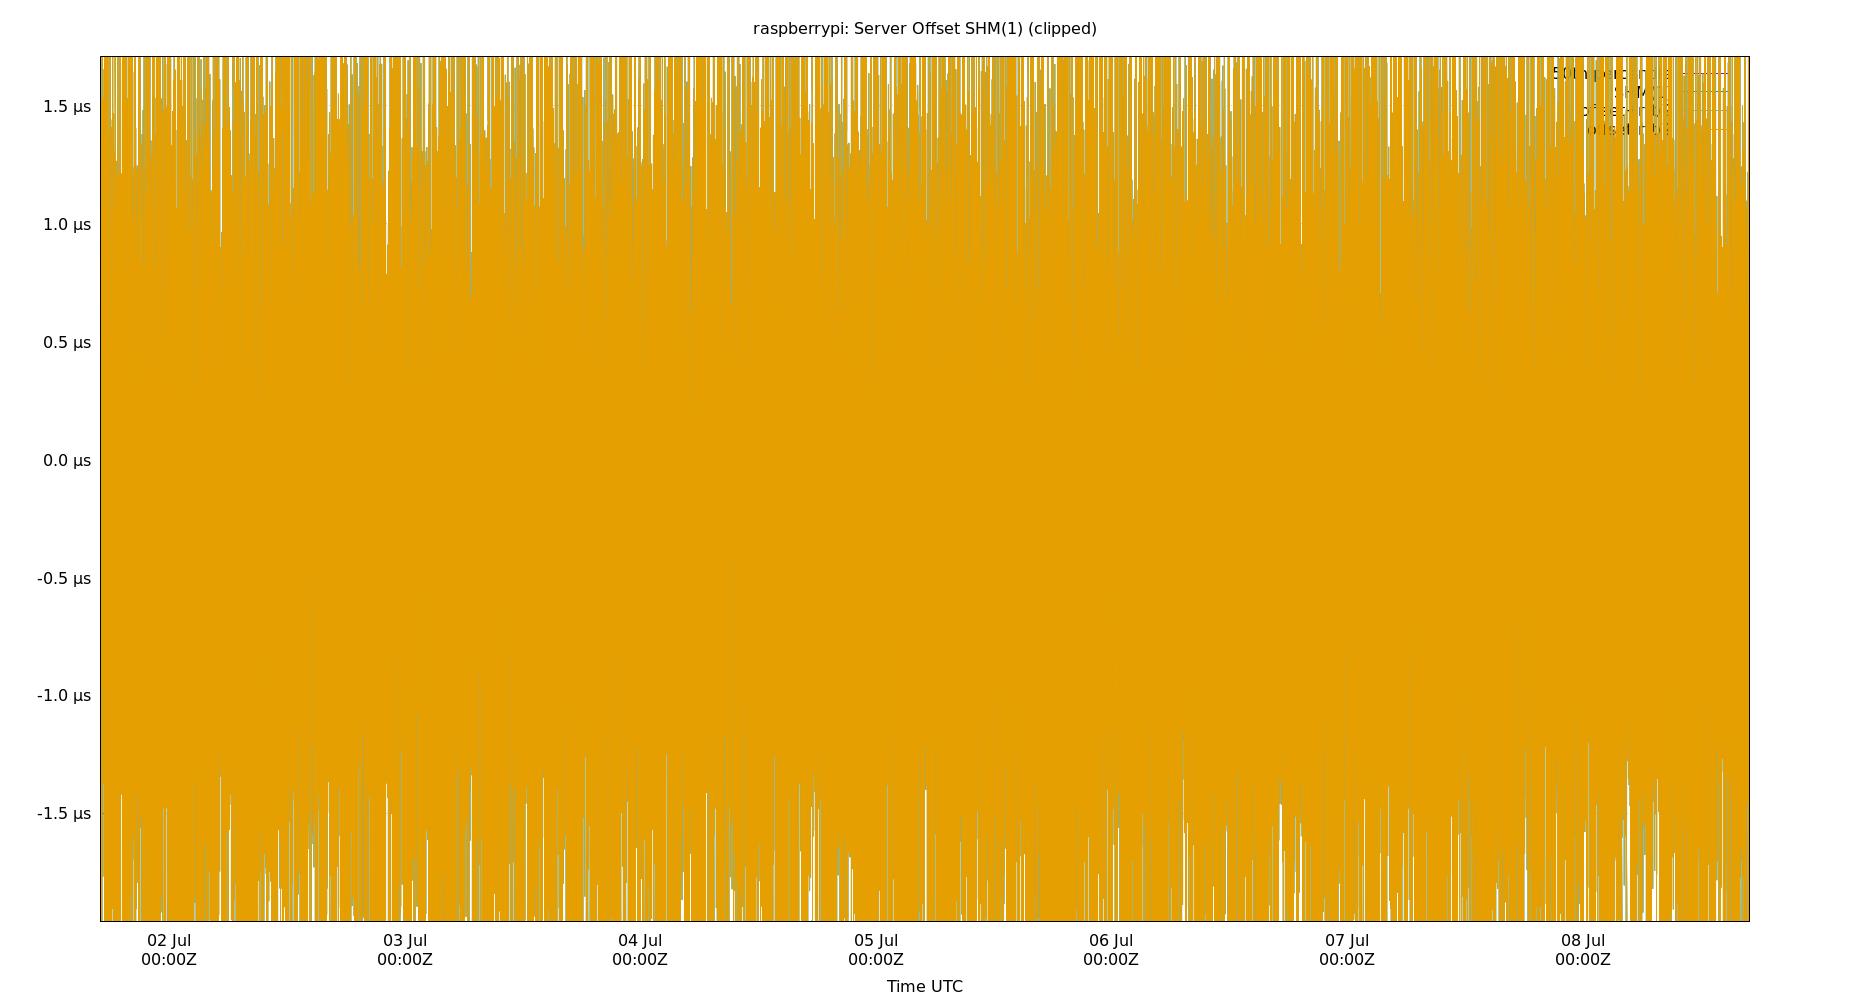 raspberrypi: Server Offset SHM(1) (clipped)
1.5 µs
1.0 µs
0.5 µs
0.0 µs
-0.5 µs
-1.0 µs
-1.5 µs
02 Jul
00:00Z
03 Jul
00:00Z
04 Jul
00:00Z
05 Jul
00:00Z
06 Jul
00:00Z
07 Jul
00:00Z
08 Jul
00:00Z
Time UTC